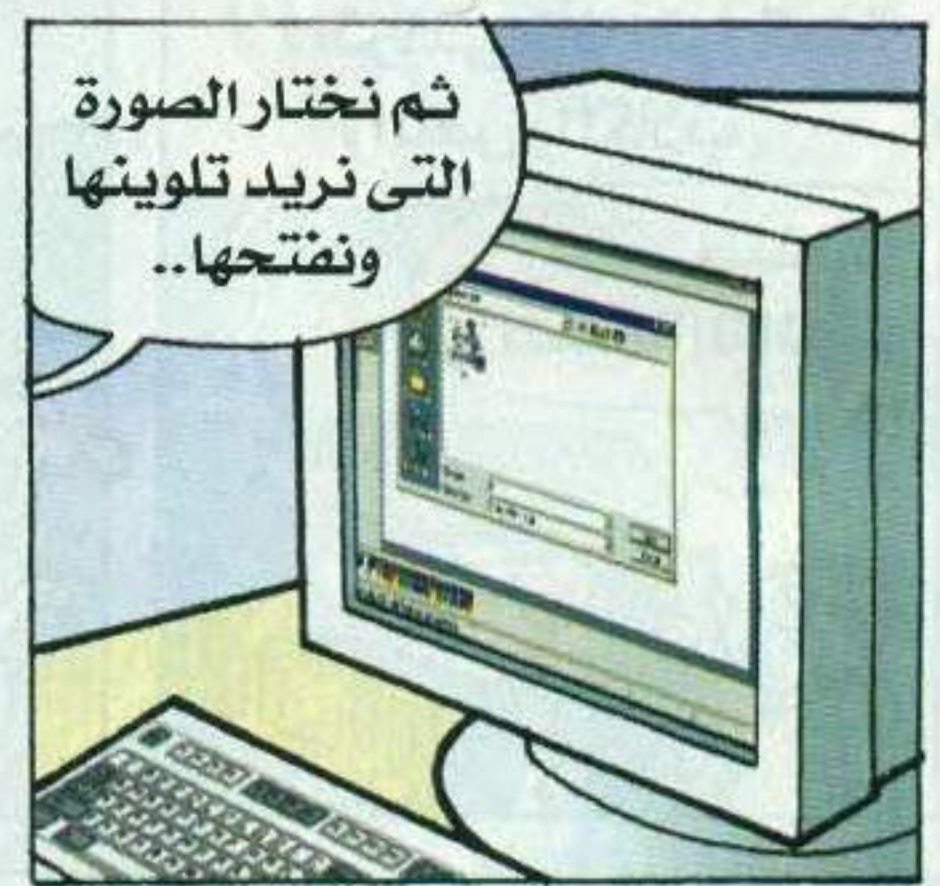 ثم نختار الصورة
التى نريد تلوينها
ونفتحها..